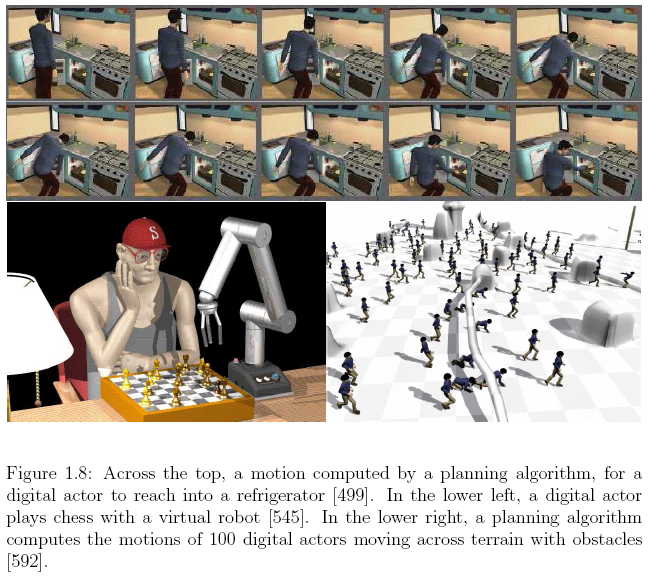 S
Figure 1.8: Across the top, a motion computed by a planning algorithm, for a
digital actor to reach into a refrigerator [499]. In the lower left, a digital actor
plays chess with a virtual robot [545]. In the lower right, a planning algorithm
computes the motions of 100 digital actors moving across terrain with obstacles
[592].